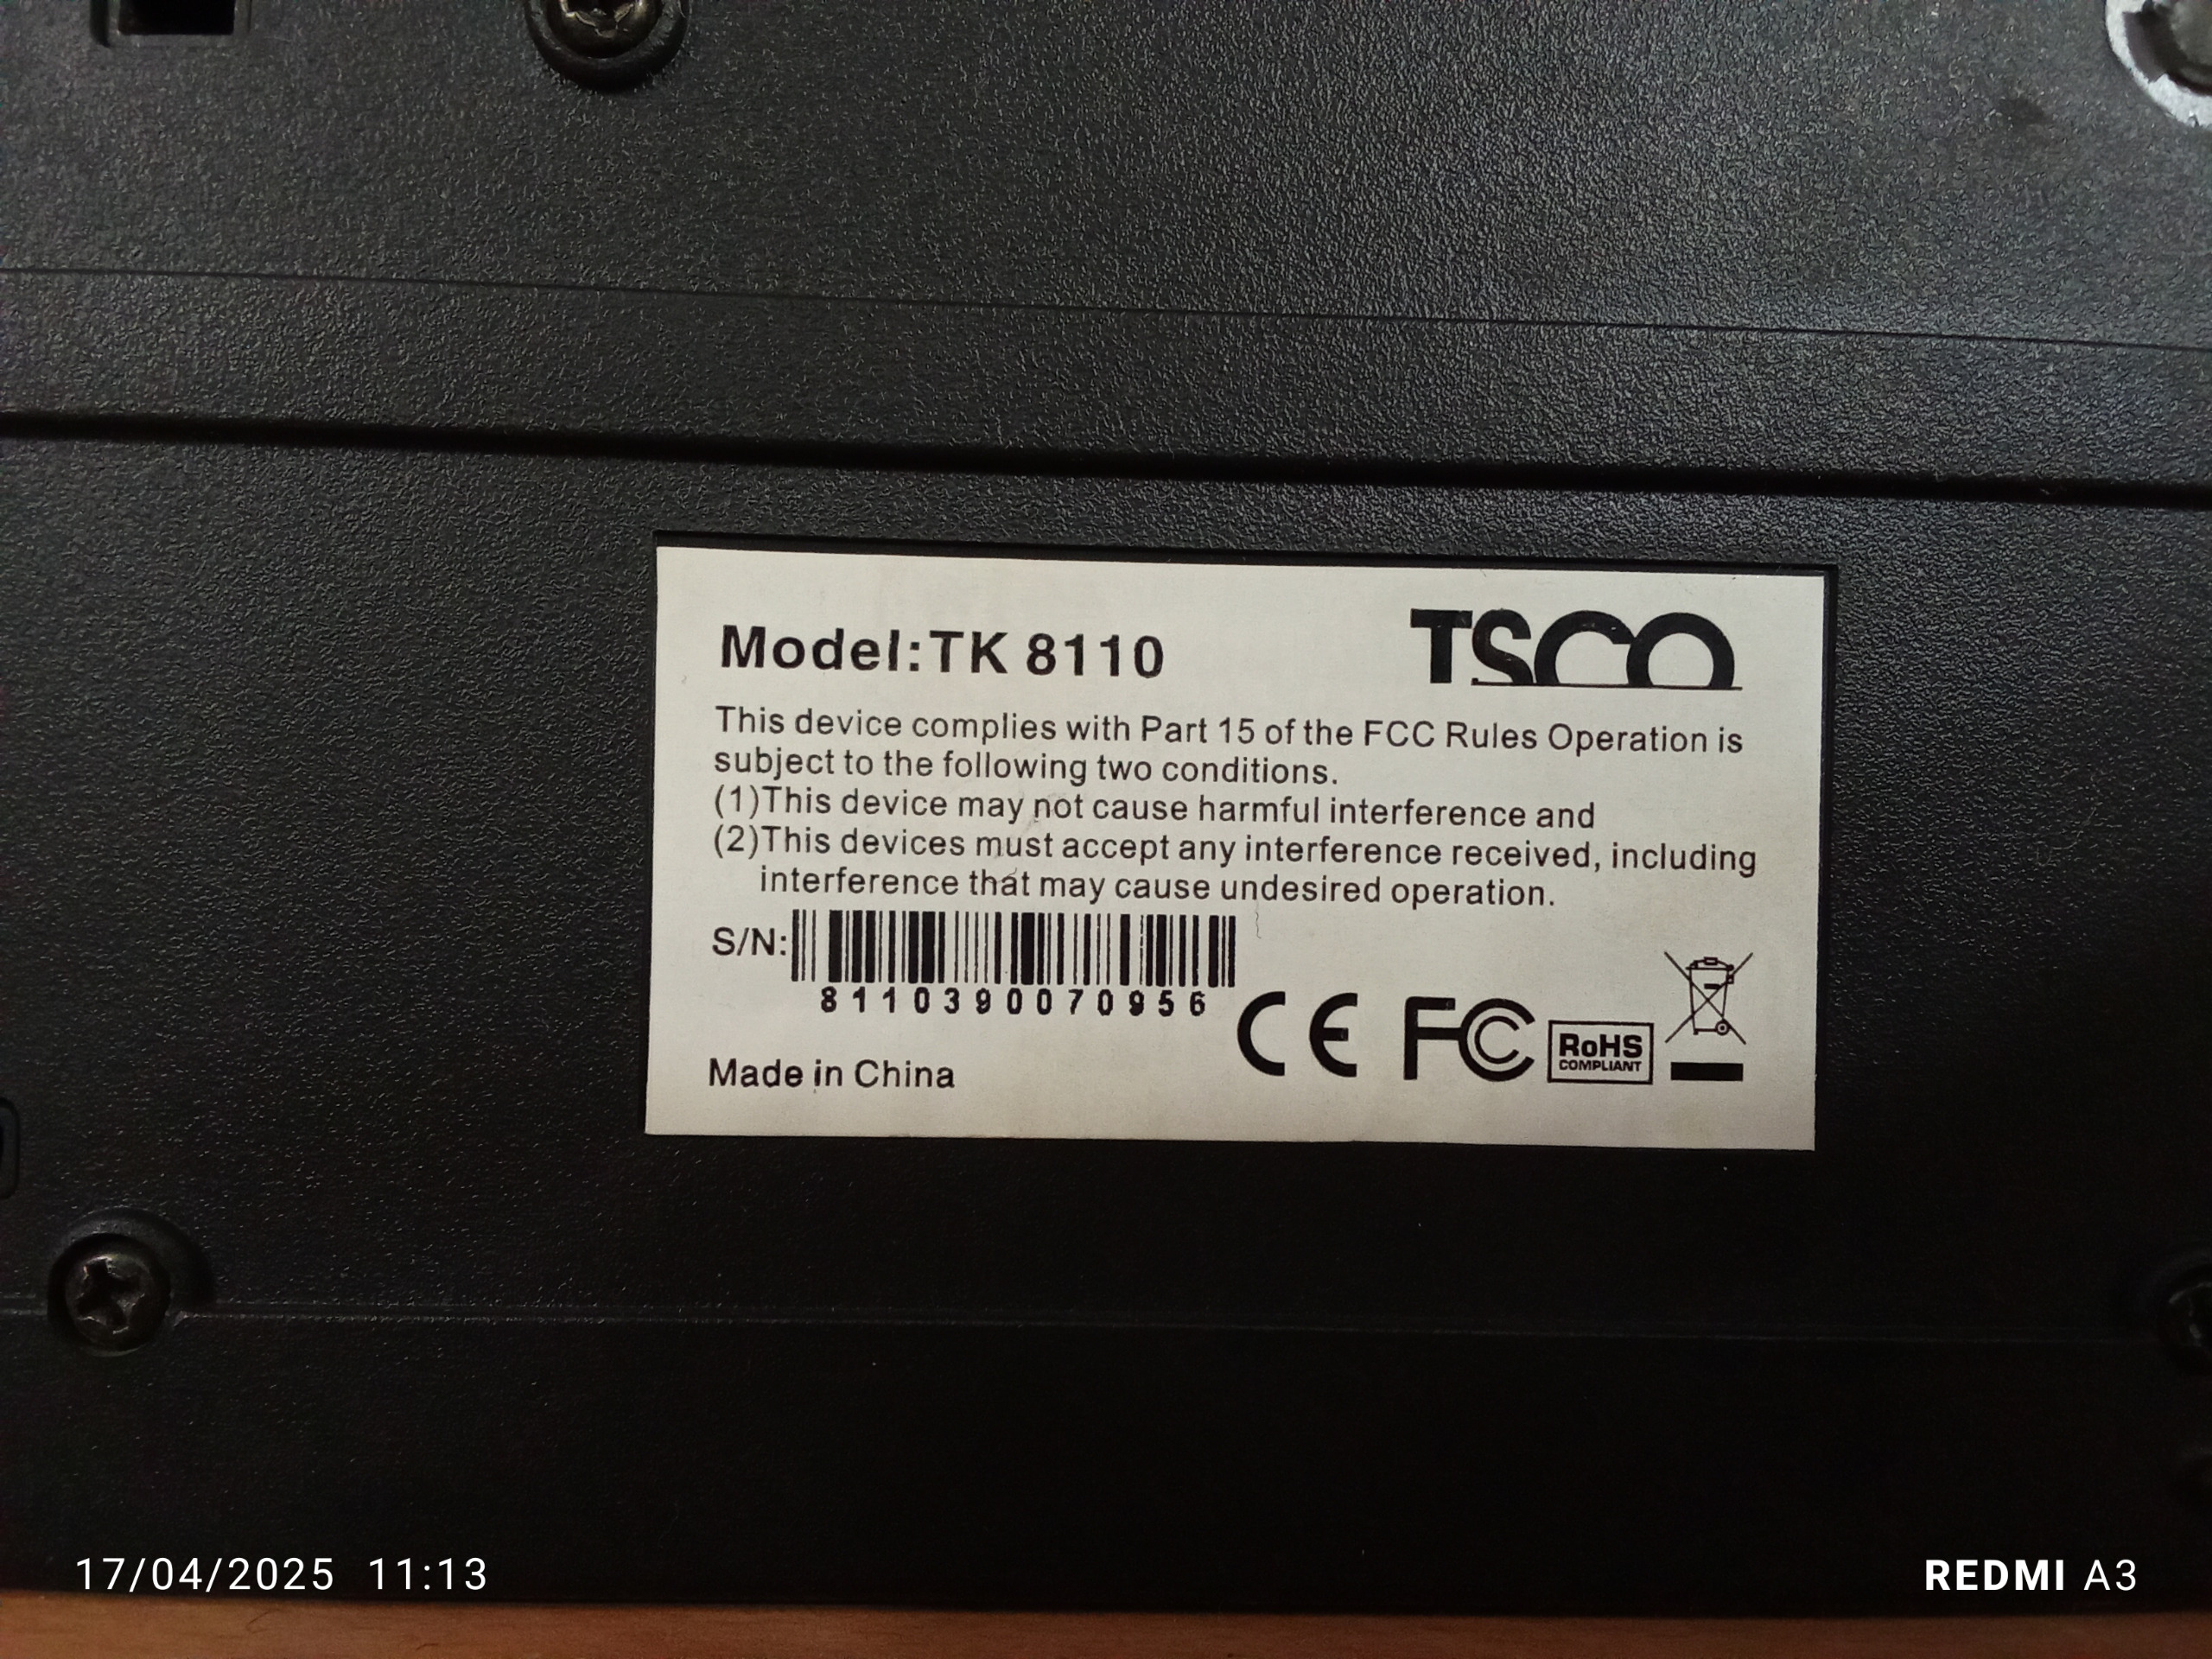 Model:TK 8110
TSCO
This device complies with Part 15 of the FCC Rules Operation is
subject to the following two conditions.
(1)This device may not cause harmful interference and
(2)This devices must accept any interference received, including
interference that may cause undesired operation.
S/N:
8110390070956
CE FC RoHS
COMPLIANT
Made in China
17/04/2025 11:13
REDMI A3